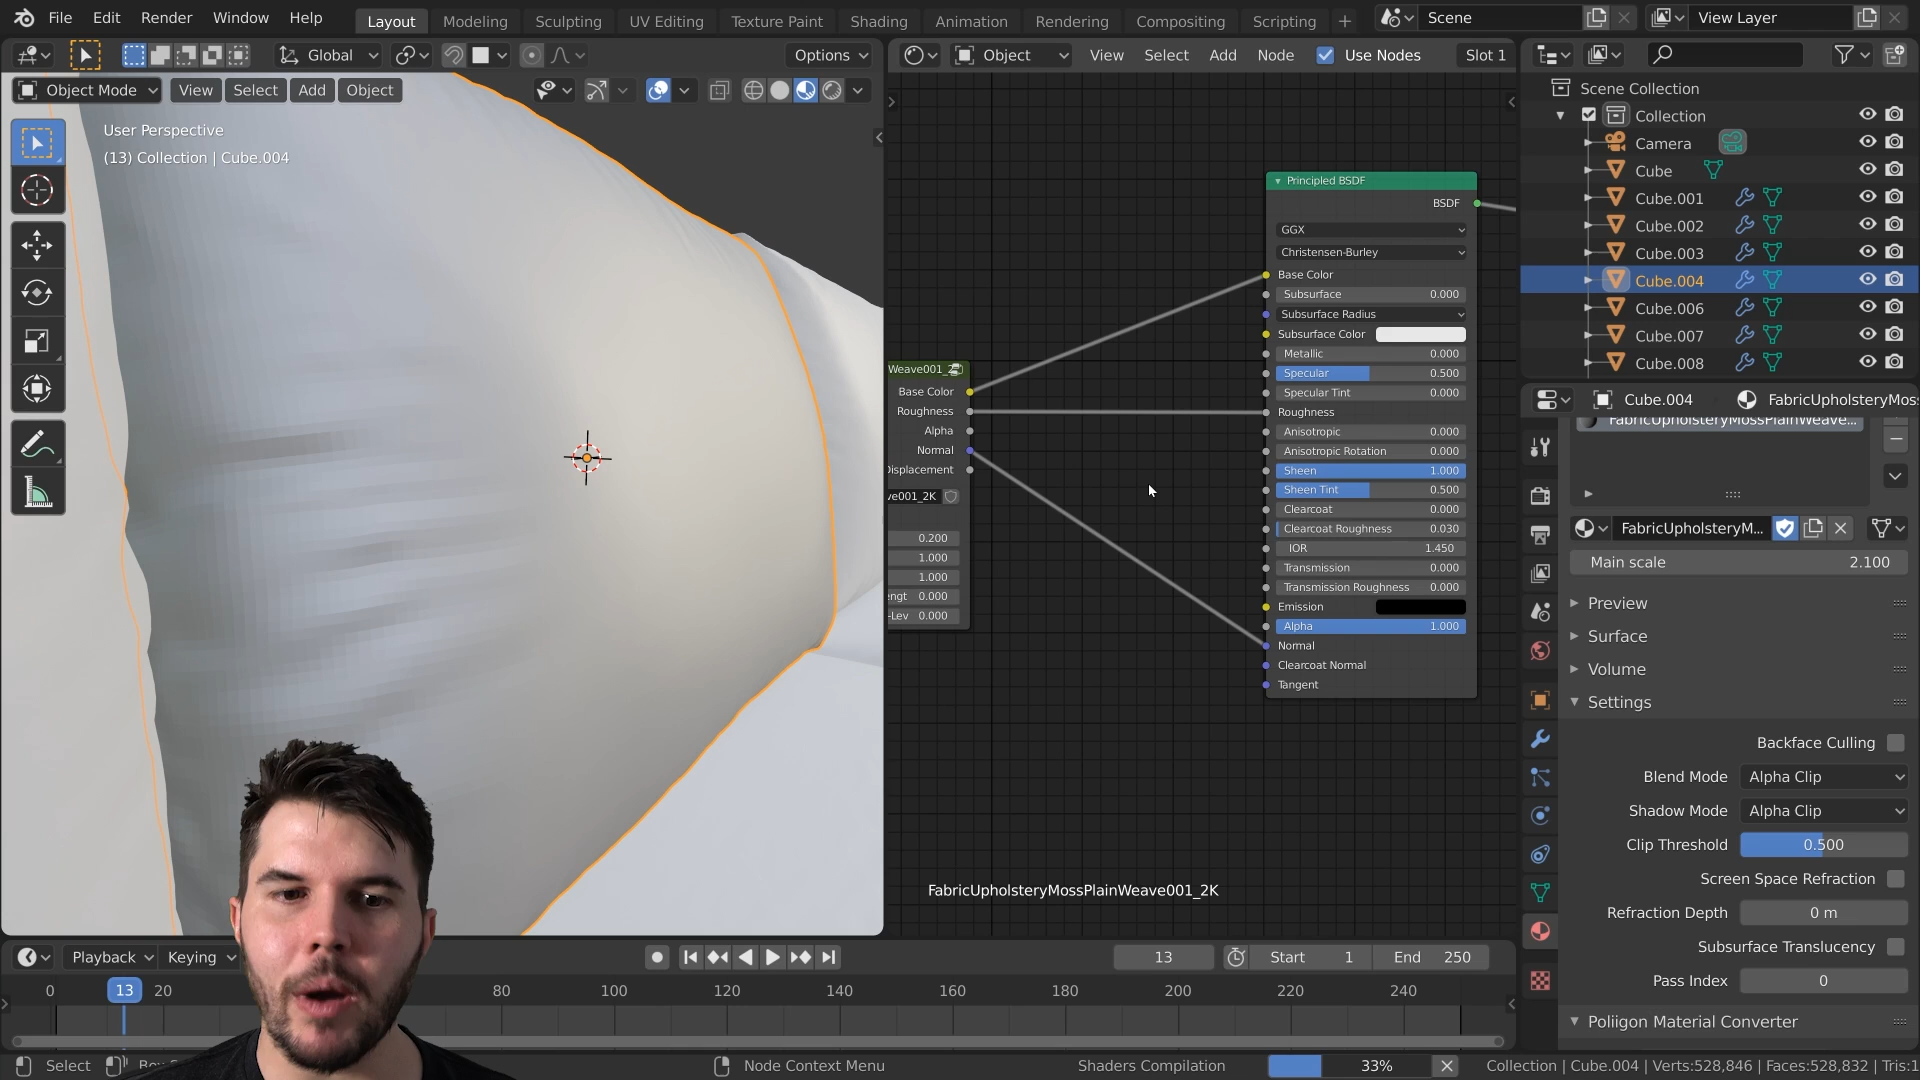 File Edit Render Window Help Layout Modeling Sculpting UV Editing Texture Paint Shading Animation Rendering Compositing Scripting + Scene View Layer
Global Options
Object View Select Add Node Use Nodes Slot 1
Object Mode View Select Add Object
User Perspective
(13) Collection | Cube.004
Weave001_2
Base Color
Roughness
Alpha
Normal
Displacement
ve001_2K
0.200
1.000
1.000
engt 0.000
-Lev 0.000
Principled BSDF
BSDF
GGX
Christensen-Burley
Base Color
Subsurface 0.000
Subsurface Radius
Subsurface Color
Metallic 0.000
Specular 0.500
Specular Tint 0.000
Roughness
Anisotropic 0.000
Anisotropic Rotation 0.000
Sheen 1.000
Sheen Tint 0.500
Clearcoat 0.000
Clearcoat Roughness 0.030
IOR 1.450
Transmission 0.000
Transmission Roughness 0.000
Emission
Alpha 1.000
Normal
Clearcoat Normal
Tangent
FabricUpholsteryMossPlainWeave001_2K
Scene Collection
Collection
Camera
Cube
Cube.001
Cube.002
Cube.003
Cube.004
Cube.006
Cube.007
Cube.008
Cube.004 FabricUpholsteryMos
FabricUpholsteryMossPlainWeave...
FabricUpholsteryM...
Main scale 2.100
Preview
Surface
Volume
Settings
Backface Culling
Blend Mode Alpha Clip
Shadow Mode Alpha Clip
Clip Threshold 0.500
Screen Space Refraction
Refraction Depth 0 m
Subsurface Translucency
Pass Index 0
Poliigon Material Converter
Playback Keying 13 Start 1 End 250
0 13 20 80 100 120 140 160 180 200 220 240
Select Node Context Menu Shaders Compilation 33% Collection | Cube.004 | Verts:528,846 | Faces:528,832 | Tris:1